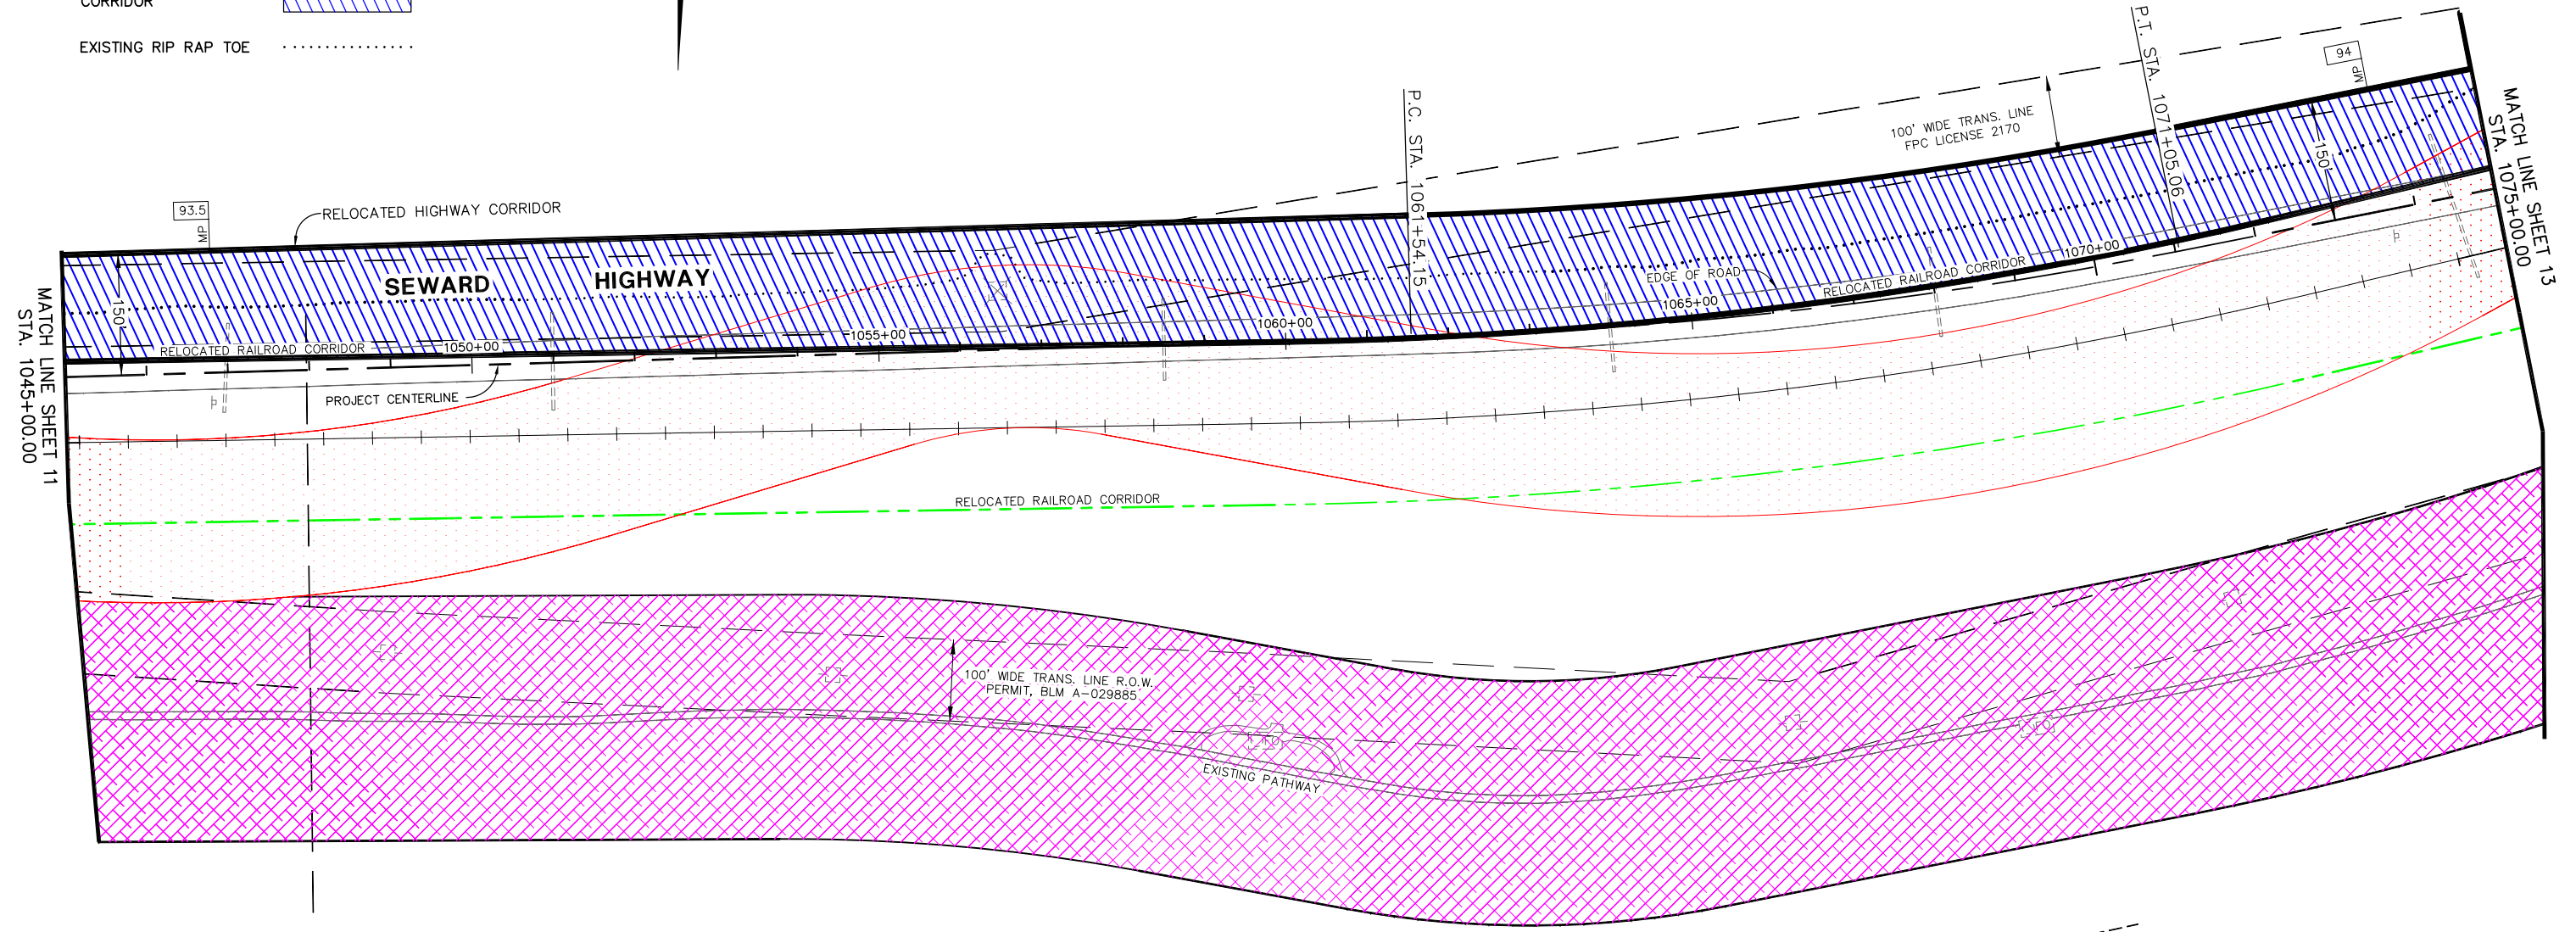 CORRIDOR
EXISTING RIP RAP TOE
P.T. STA. 1071+05.06
94
MP
MATCH LINE SHEET 13
STA. 1075+00.00
P.C. STA. 1061+54.15
100' WIDE TRANS. LINE
FPC LICENSE 2170
150'
93.5
MP
RELOCATED HIGHWAY CORRIDOR
SEWARD HIGHWAY
EDGE OF ROAD
RELOCATED RAILROAD CORRIDOR
1070+00
1065+00
1060+00
1055+00
1050+00
RELOCATED RAILROAD CORRIDOR
150'
MATCH LINE SHEET 11
STA. 1045+00.00
PROJECT CENTERLINE
RELOCATED RAILROAD CORRIDOR
100' WIDE TRANS. LINE R.O.W.
PERMIT, BLM A-029885
EXISTING PATHWAY